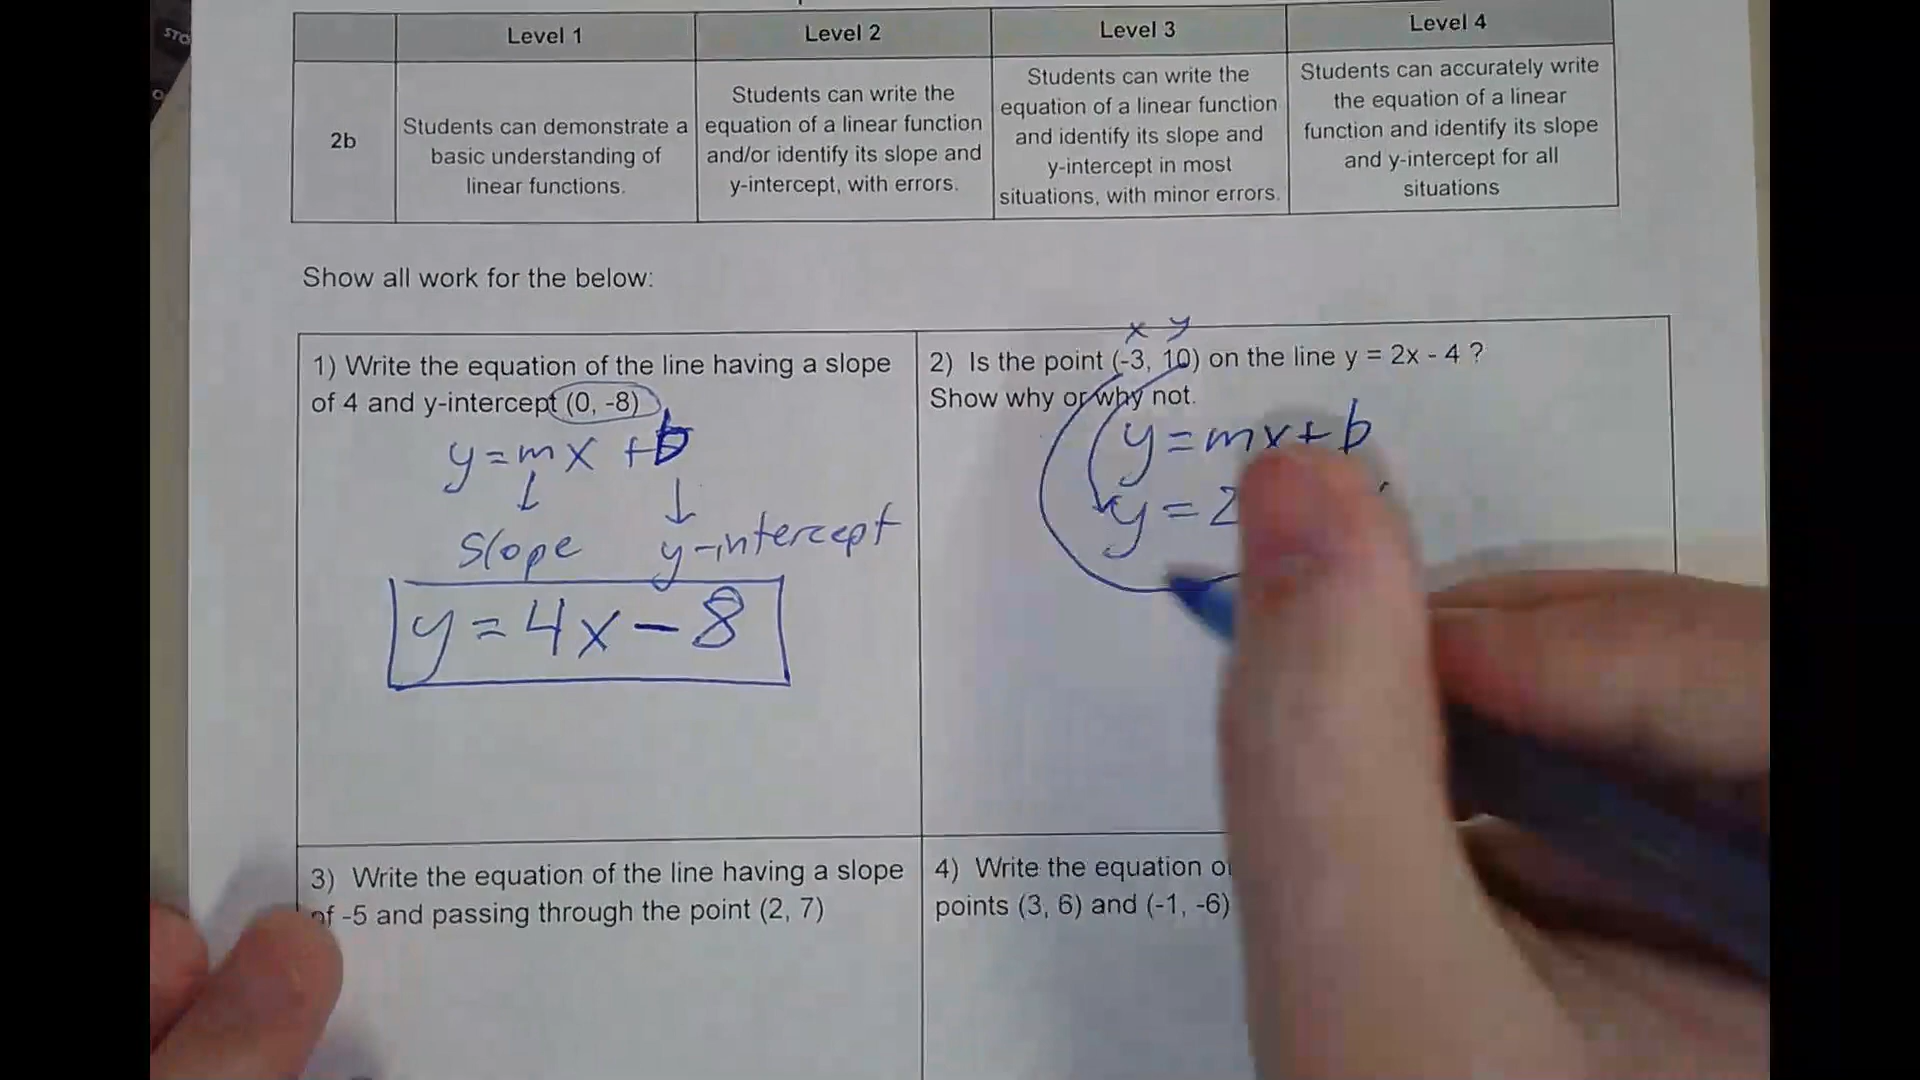 STO
Level 1
Level 2
Level 3
Level 4
2b
Students can demonstrate a
basic understanding of
linear functions.
Students can write the
equation of a linear function
and/or identify its slope and
y-intercept, with errors.
Students can write the
equation of a linear function
and identify its slope and
y-intercept in most
situations, with minor errors.
Students can accurately write
the equation of a linear
function and identify its slope
and y-intercept for all
situations
Show all work for the below:
1) Write the equation of the line having a slope
of 4 and y-intercept (0, -8)
y = mx + b
slope y-intercept
y = 4x - 8
x y
2) Is the point (-3, 10) on the line y = 2x - 4 ?
Show why or why not.
y = mx + b
y = 2
3) Write the equation of the line having a slope
of -5 and passing through the point (2, 7)
4) Write the equation
points (3, 6) and (-1, -6)